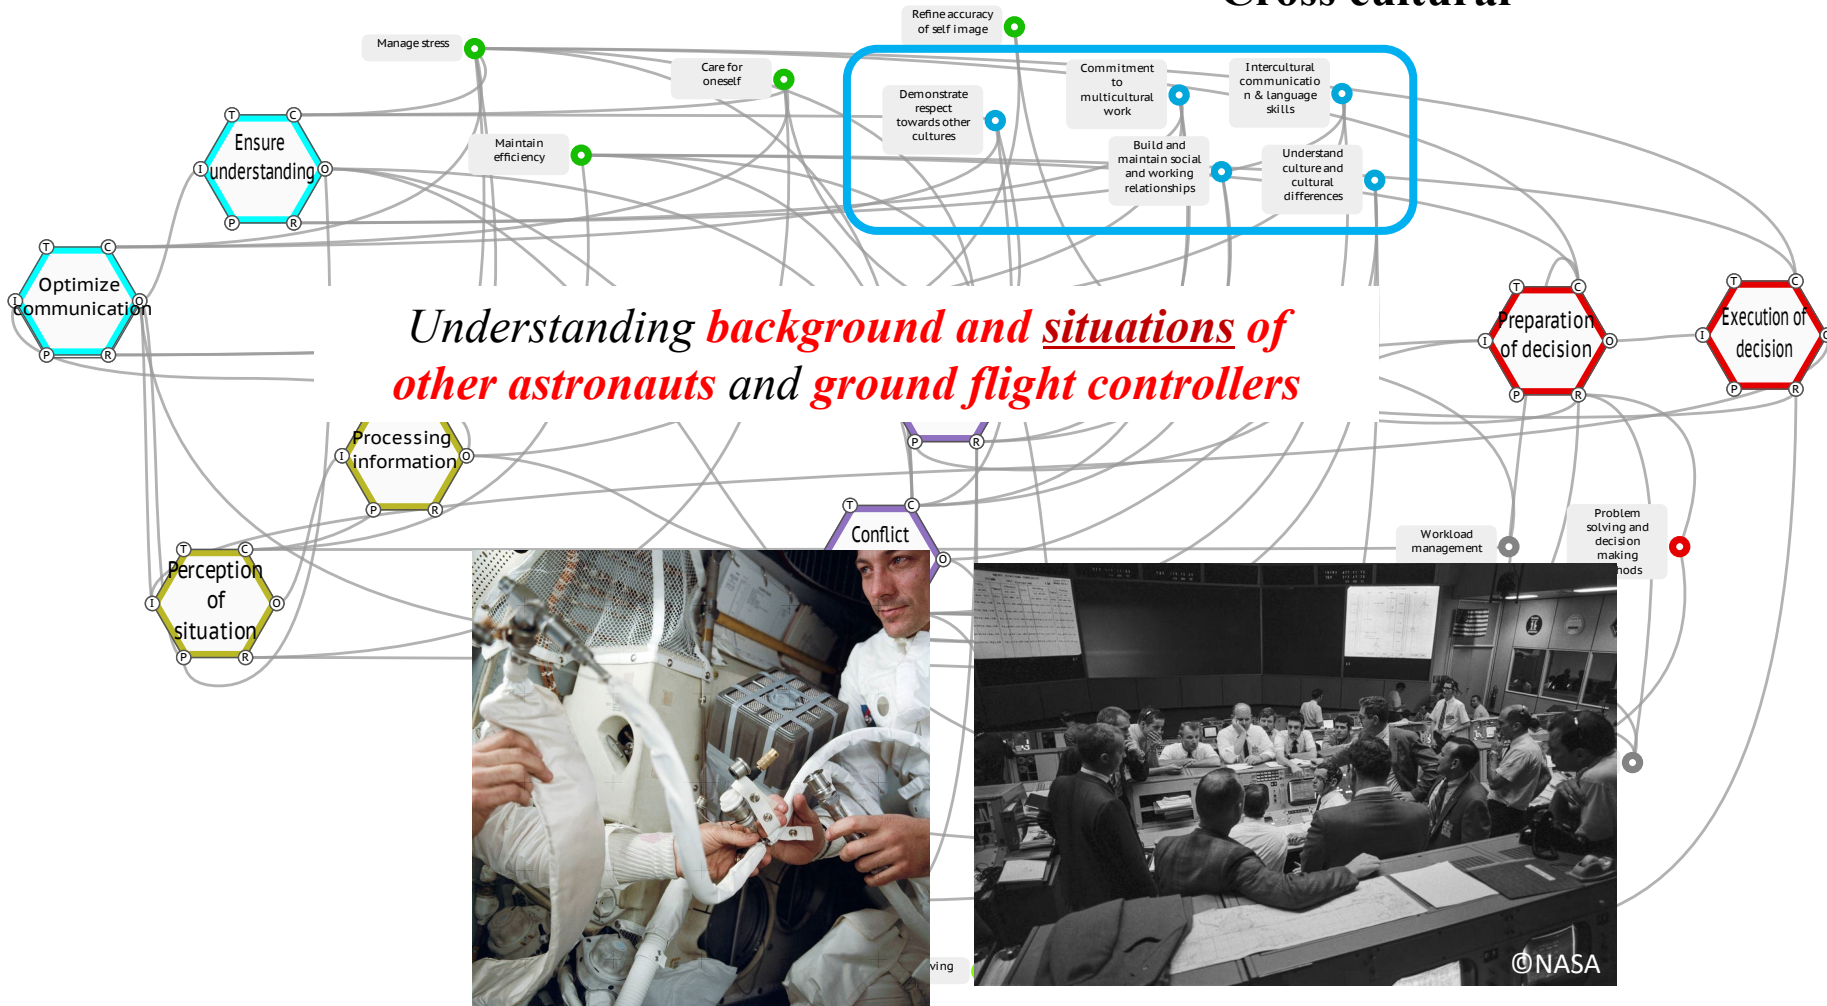 Cross cultural
Refine accuracy
of self image
Manage stress
Care for
oneself
Commitment
to
multicultural
work
Intercultural
communicatio
n & language
skills
Demonstrate
respect
towards other
cultures
Maintain
efficiency
Build and
maintain social
and working
relationships
Understand
culture and
cultural
differences
T
C
Ensure
understanding
I
O
P
R
T
C
Optimize
communication
I
O
P
R
Understanding background and situations of
other astronauts and ground flight controllers
T
C
Preparation
of decision
I
O
P
R
T
C
Execution of
decision
I
O
P
R
Processing
information
I
O
P
R
P
R
T
C
Conflict
O
T
C
Perception
of
situation
I
O
P
R
Workload
management
Problem
solving and
decision
making
hods
ving
©NASA